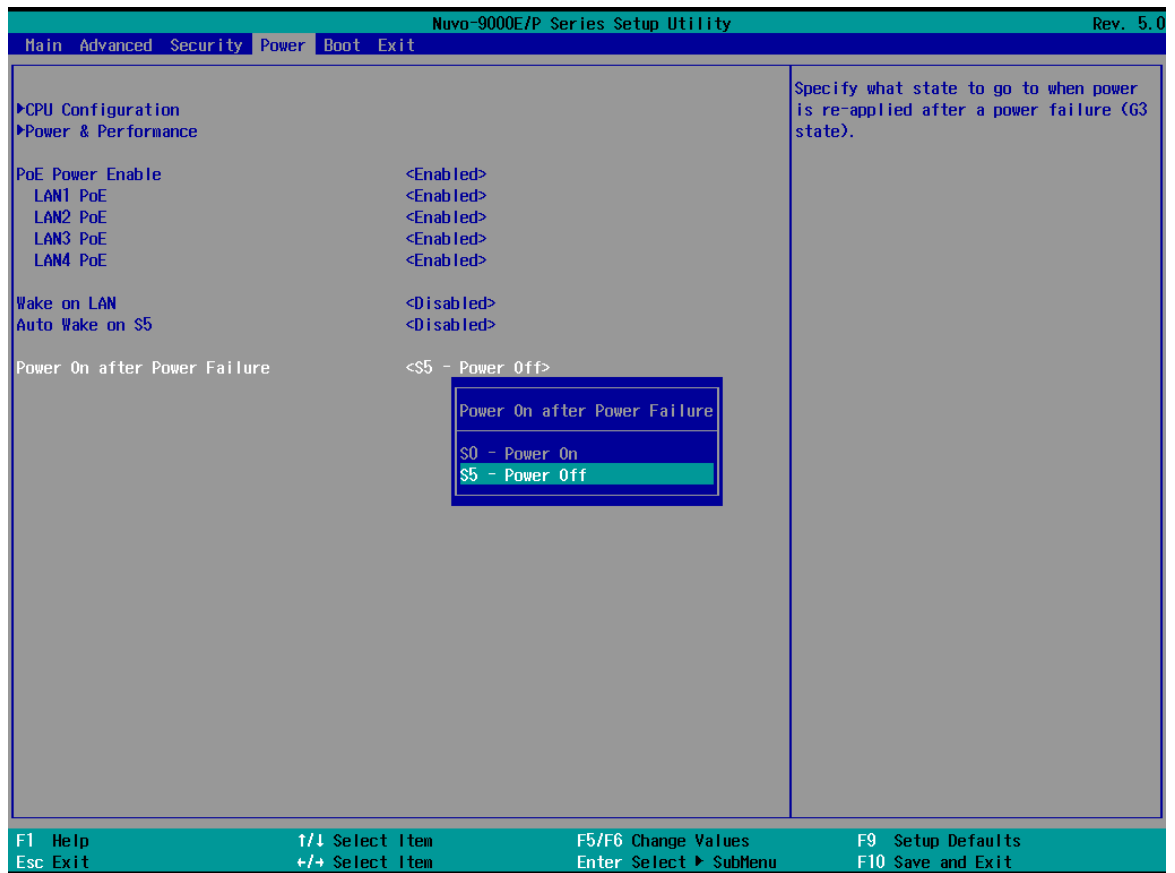 Nuvo-9000E/P Series Setup Utility Rev. 5.0
Main Advanced Security Power Boot Exit
Specify what state to go to when power
is re-applied after a power failure (G3
state).
▶CPU Configuration
▶Power & Performance
PoE Power Enable <Enabled>
LAN1 PoE <Enabled>
LAN2 PoE <Enabled>
LAN3 PoE <Enabled>
LAN4 PoE <Enabled>
Wake on LAN <Disabled>
Auto Wake on S5 <Disabled>
Power On after Power Failure <S5 - Power Off>
Power On after Power Failure
S0 - Power On
S5 - Power Off
F1 Help ↑/↓ Select Item F5/F6 Change Values F9 Setup Defaults
Esc Exit ←/→ Select Item Enter Select ▶ SubMenu F10 Save and Exit